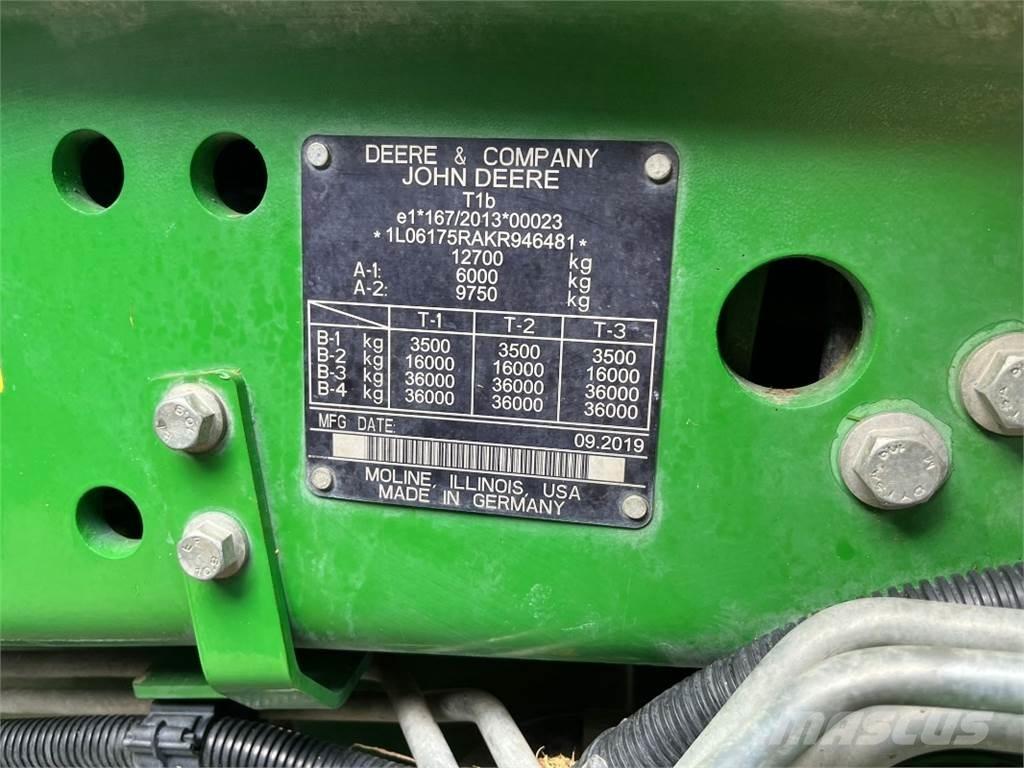 DEERE & COMPANY
JOHN DEERE
T1b
e1*167/2013*00023
*1L06175RAKR946481*
12700 kg
A-1: 6000 kg
A-2: 9750 kg
T-1 T-2 T-3
B-1 kg 3500 3500 3500
B-2 kg 16000 16000 16000
B-3 kg 36000 36000 36000
B-4 kg 36000 36000 36000
MFG DATE: 09.2019
MOLINE, ILLINOIS, USA
MADE IN GERMANY
MASCUS